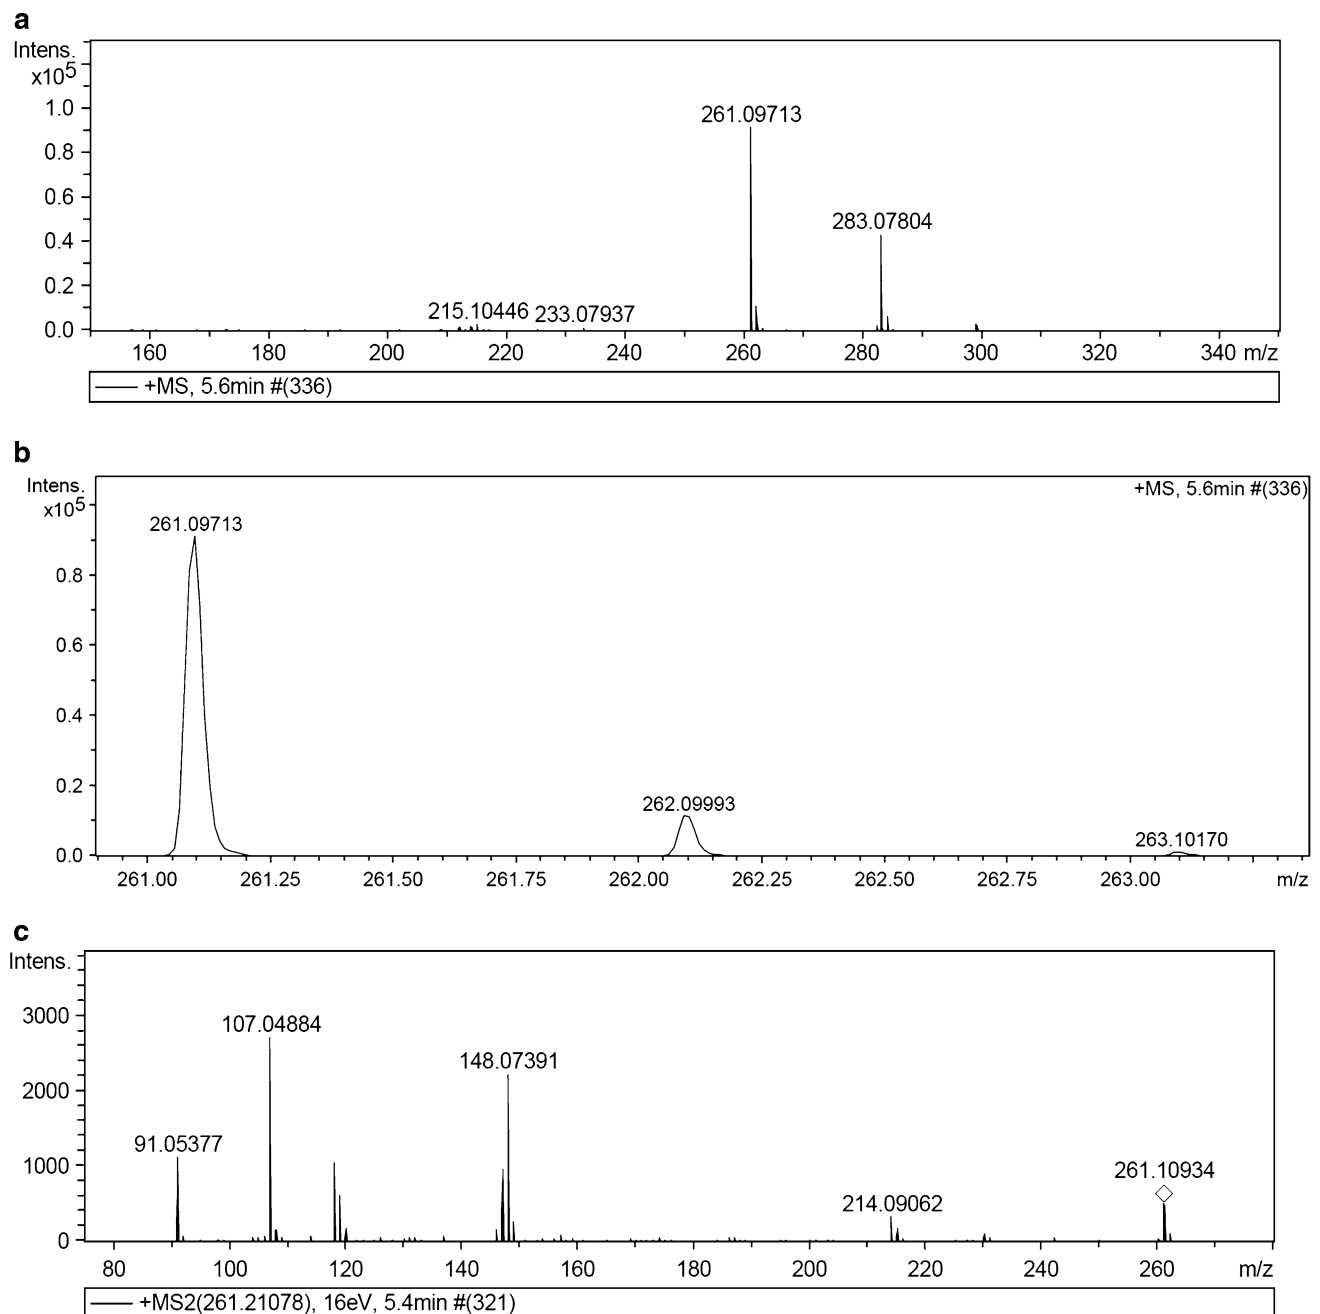 a
Intens.
x10⁵
1.0
0.8
0.6
0.4
0.2
0.0
261.09713
283.07804
215.10446 233.07937
160 180 200 220 240 260 280 300 320 340 m/z
+MS, 5.6min #(336)
b
Intens.
x10⁵
+MS, 5.6min #(336)
261.09713
0.8
0.6
0.4
0.2
0.0
262.09993
263.10170
261.00 261.25 261.50 261.75 262.00 262.25 262.50 262.75 263.00 m/z
c
Intens.
3000
2000
1000
0
107.04884
148.07391
91.05377
261.10934
214.09062
80 100 120 140 160 180 200 220 240 260 m/z
+MS2(261.21078), 16eV, 5.4min #(321)